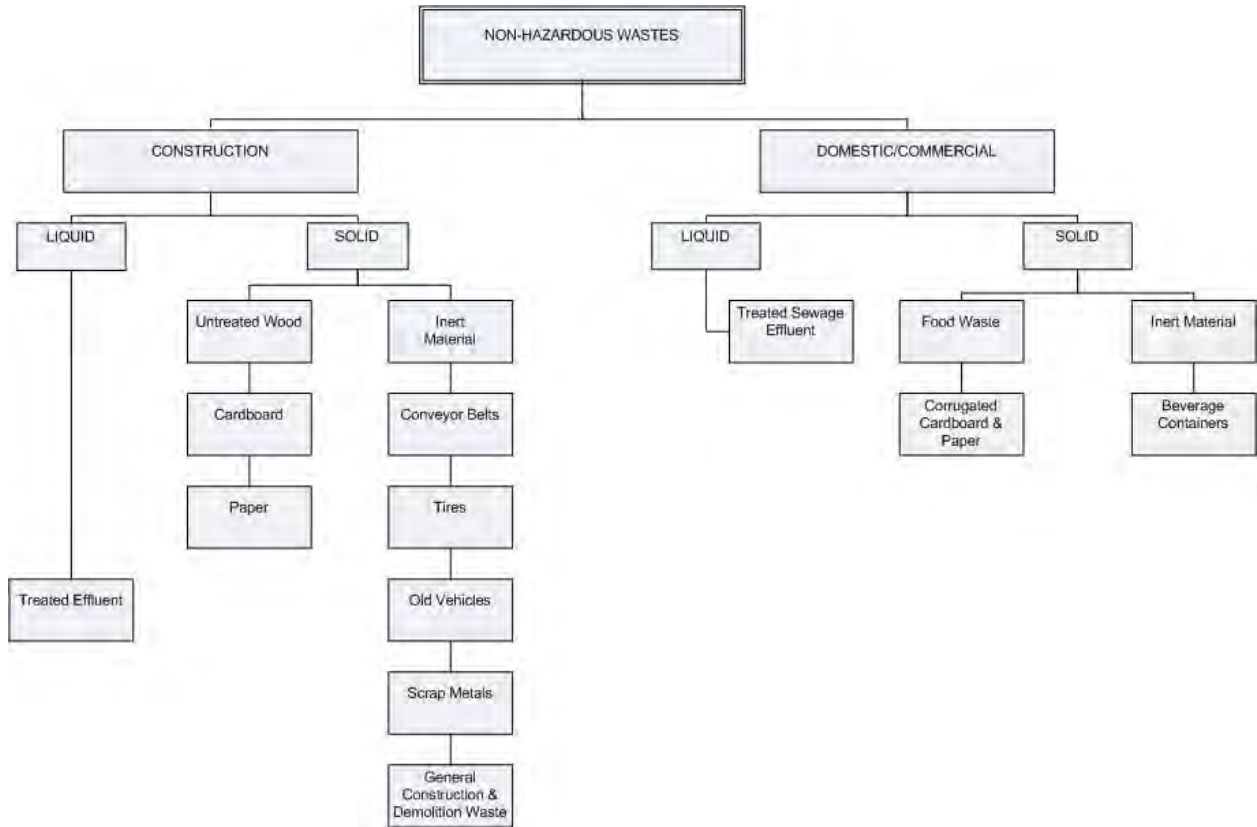 NON-HAZARDOUS WASTES
CONSTRUCTION
DOMESTIC/COMMERCIAL
LIQUID
SOLID
LIQUID
SOLID
Untreated Wood
Inert
Material
Treated Sewage
Effluent
Food Waste
Inert Material
Cardboard
Conveyor Belts
Corrugated
Cardboard &
Paper
Beverage
Containers
Paper
Tires
Treated Effluent
Old Vehicles
Scrap Metals
General
Construction &
Demolition Waste